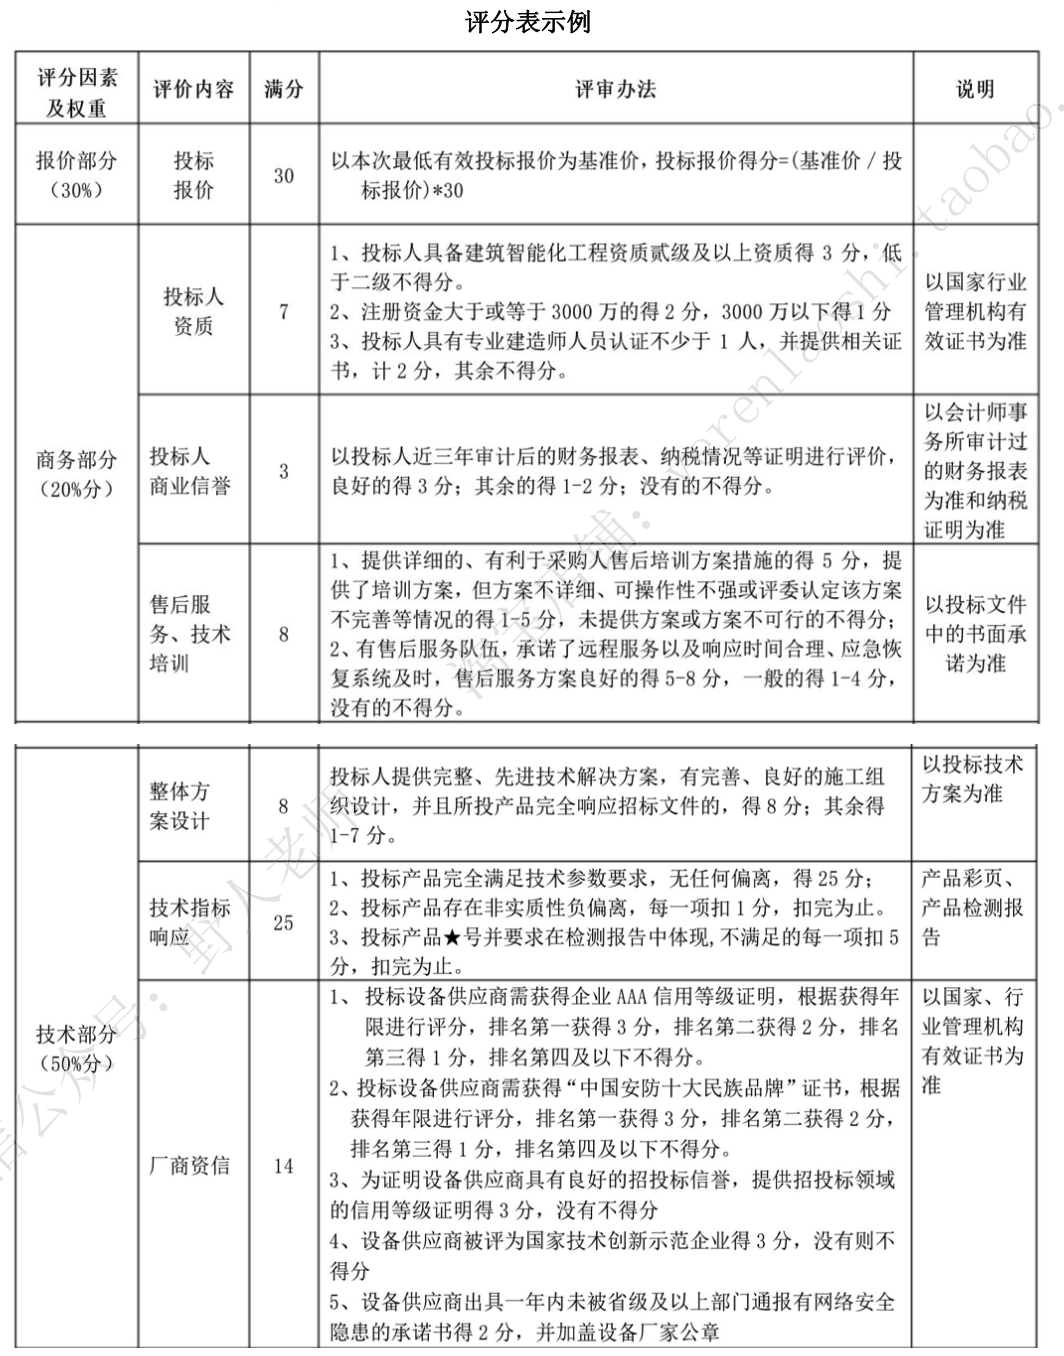 评分表示例
评分因素
及权重
评价内容
满分
评审办法
说明
报价部分
（30%）
投标
报价
30
以本次最低有效投标报价为基准价，投标报价得分=(基准价／投
标报价)*30
商务部分
（20%分）
投标人
资质
7
1、投标人具备建筑智能化工程资质贰级及以上资质得 3 分，低
于二级不得分。
2、注册资金大于或等于 3000 万的得 2 分，3000 万以下得 1 分
3、投标人具有专业建造师人员认证不少于 1 人，并提供相关证
书，计 2 分，其余不得分。
以国家行业
管理机构有
效证书为准
投标人
商业信誉
3
以投标人近三年审计后的财务报表、纳税情况等证明进行评价，
良好的得 3 分；其余的得 1-2 分；没有的不得分。
以会计师事
务所审计过
的财务报表
为准和纳税
证明为准
售后服
务、技术
培训
8
1、提供详细的、有利于采购人售后培训方案措施的得 5 分，提
供了培训方案，但方案不详细、可操作性不强或评委认定该方案
不完善等情况的得 1-5 分，未提供方案或方案不可行的不得分；
2、有售后服务队伍，承诺了远程服务以及响应时间合理、应急恢
复系统及时，售后服务方案良好的得 5-8 分，一般的得 1-4 分，
没有的不得分。
以投标文件
中的书面承
诺为准
技术部分
（50%分）
整体方
案设计
8
投标人提供完整、先进技术解决方案，有完善、良好的施工组
织设计，并且所投产品完全响应招标文件的，得 8 分；其余得
1-7 分。
以投标技术
方案为准
技术指标
响应
25
1、投标产品完全满足技术参数要求，无任何偏离，得 25 分；
2、投标产品存在非实质性负偏离，每一项扣 1 分，扣完为止。
3、投标产品★号并要求在检测报告中体现,不满足的每一项扣 5
分，扣完为止。
产品彩页、
产品检测报
告
厂商资信
14
1、 投标设备供应商需获得企业 AAA 信用等级证明，根据获得年
限进行评分，排名第一获得 3 分，排名第二获得 2 分，排名
第三得 1 分，排名第四及以下不得分。
2、投标设备供应商需获得“中国安防十大民族品牌”证书，根据
获得年限进行评分，排名第一获得 3 分，排名第二获得 2 分，
排名第三得 1 分，排名第四及以下不得分。
3、为证明设备供应商具有良好的招投标信誉，提供招投标领域
的信用等级证明得 3 分，没有不得分
4、设备供应商被评为国家技术创新示范企业得 3 分，没有则不
得分
5、设备供应商出具一年内未被省级及以上部门通报有网络安全
隐患的承诺书得 2 分，并加盖设备厂家公章
以国家、行
业管理机构
有效证书为
准
信公众号：野人老师
淘宝店铺：yerenlaoshi.taobao.